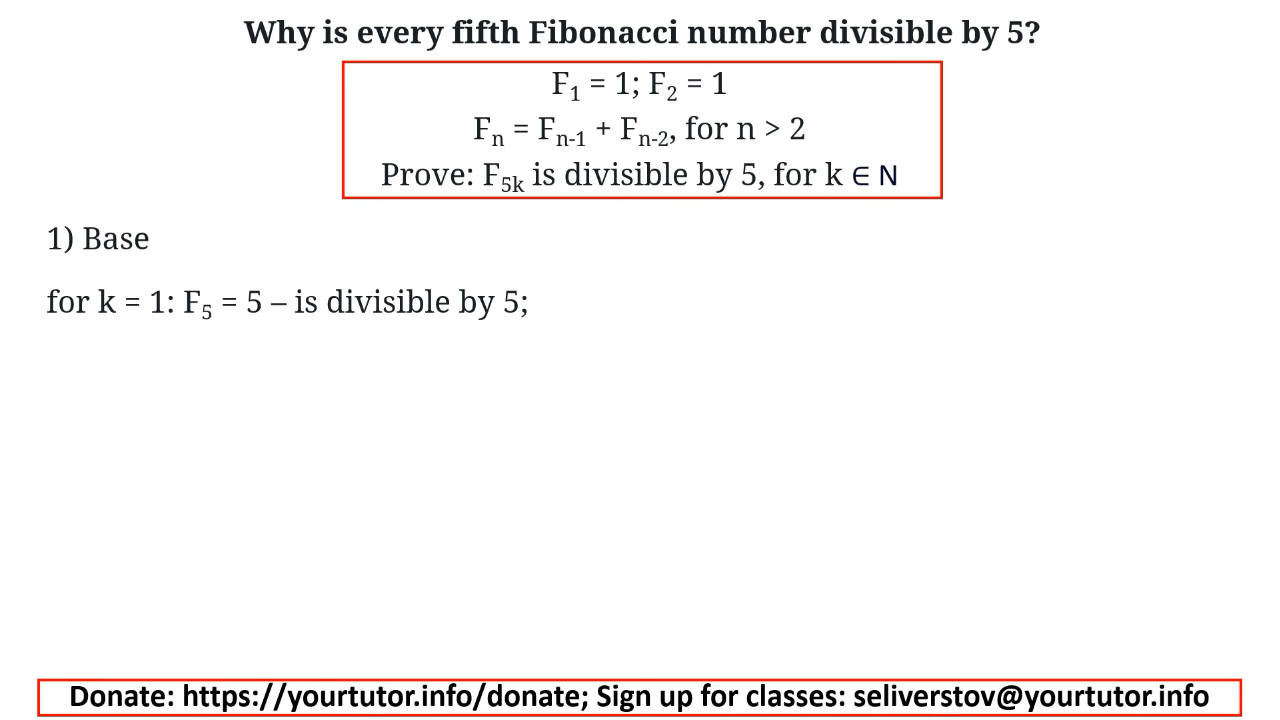 Why is every fifth Fibonacci number divisible by 5?
F₁ = 1; F₂ = 1
Fₙ = Fₙ₋₁ + Fₙ₋₂, for n > 2
Prove: F₅ₖ is divisible by 5, for k ∈ N
1) Base
for k = 1: F₅ = 5 – is divisible by 5;
Donate: https://yourtutor.info/donate; Sign up for classes: seliverstov@yourtutor.info